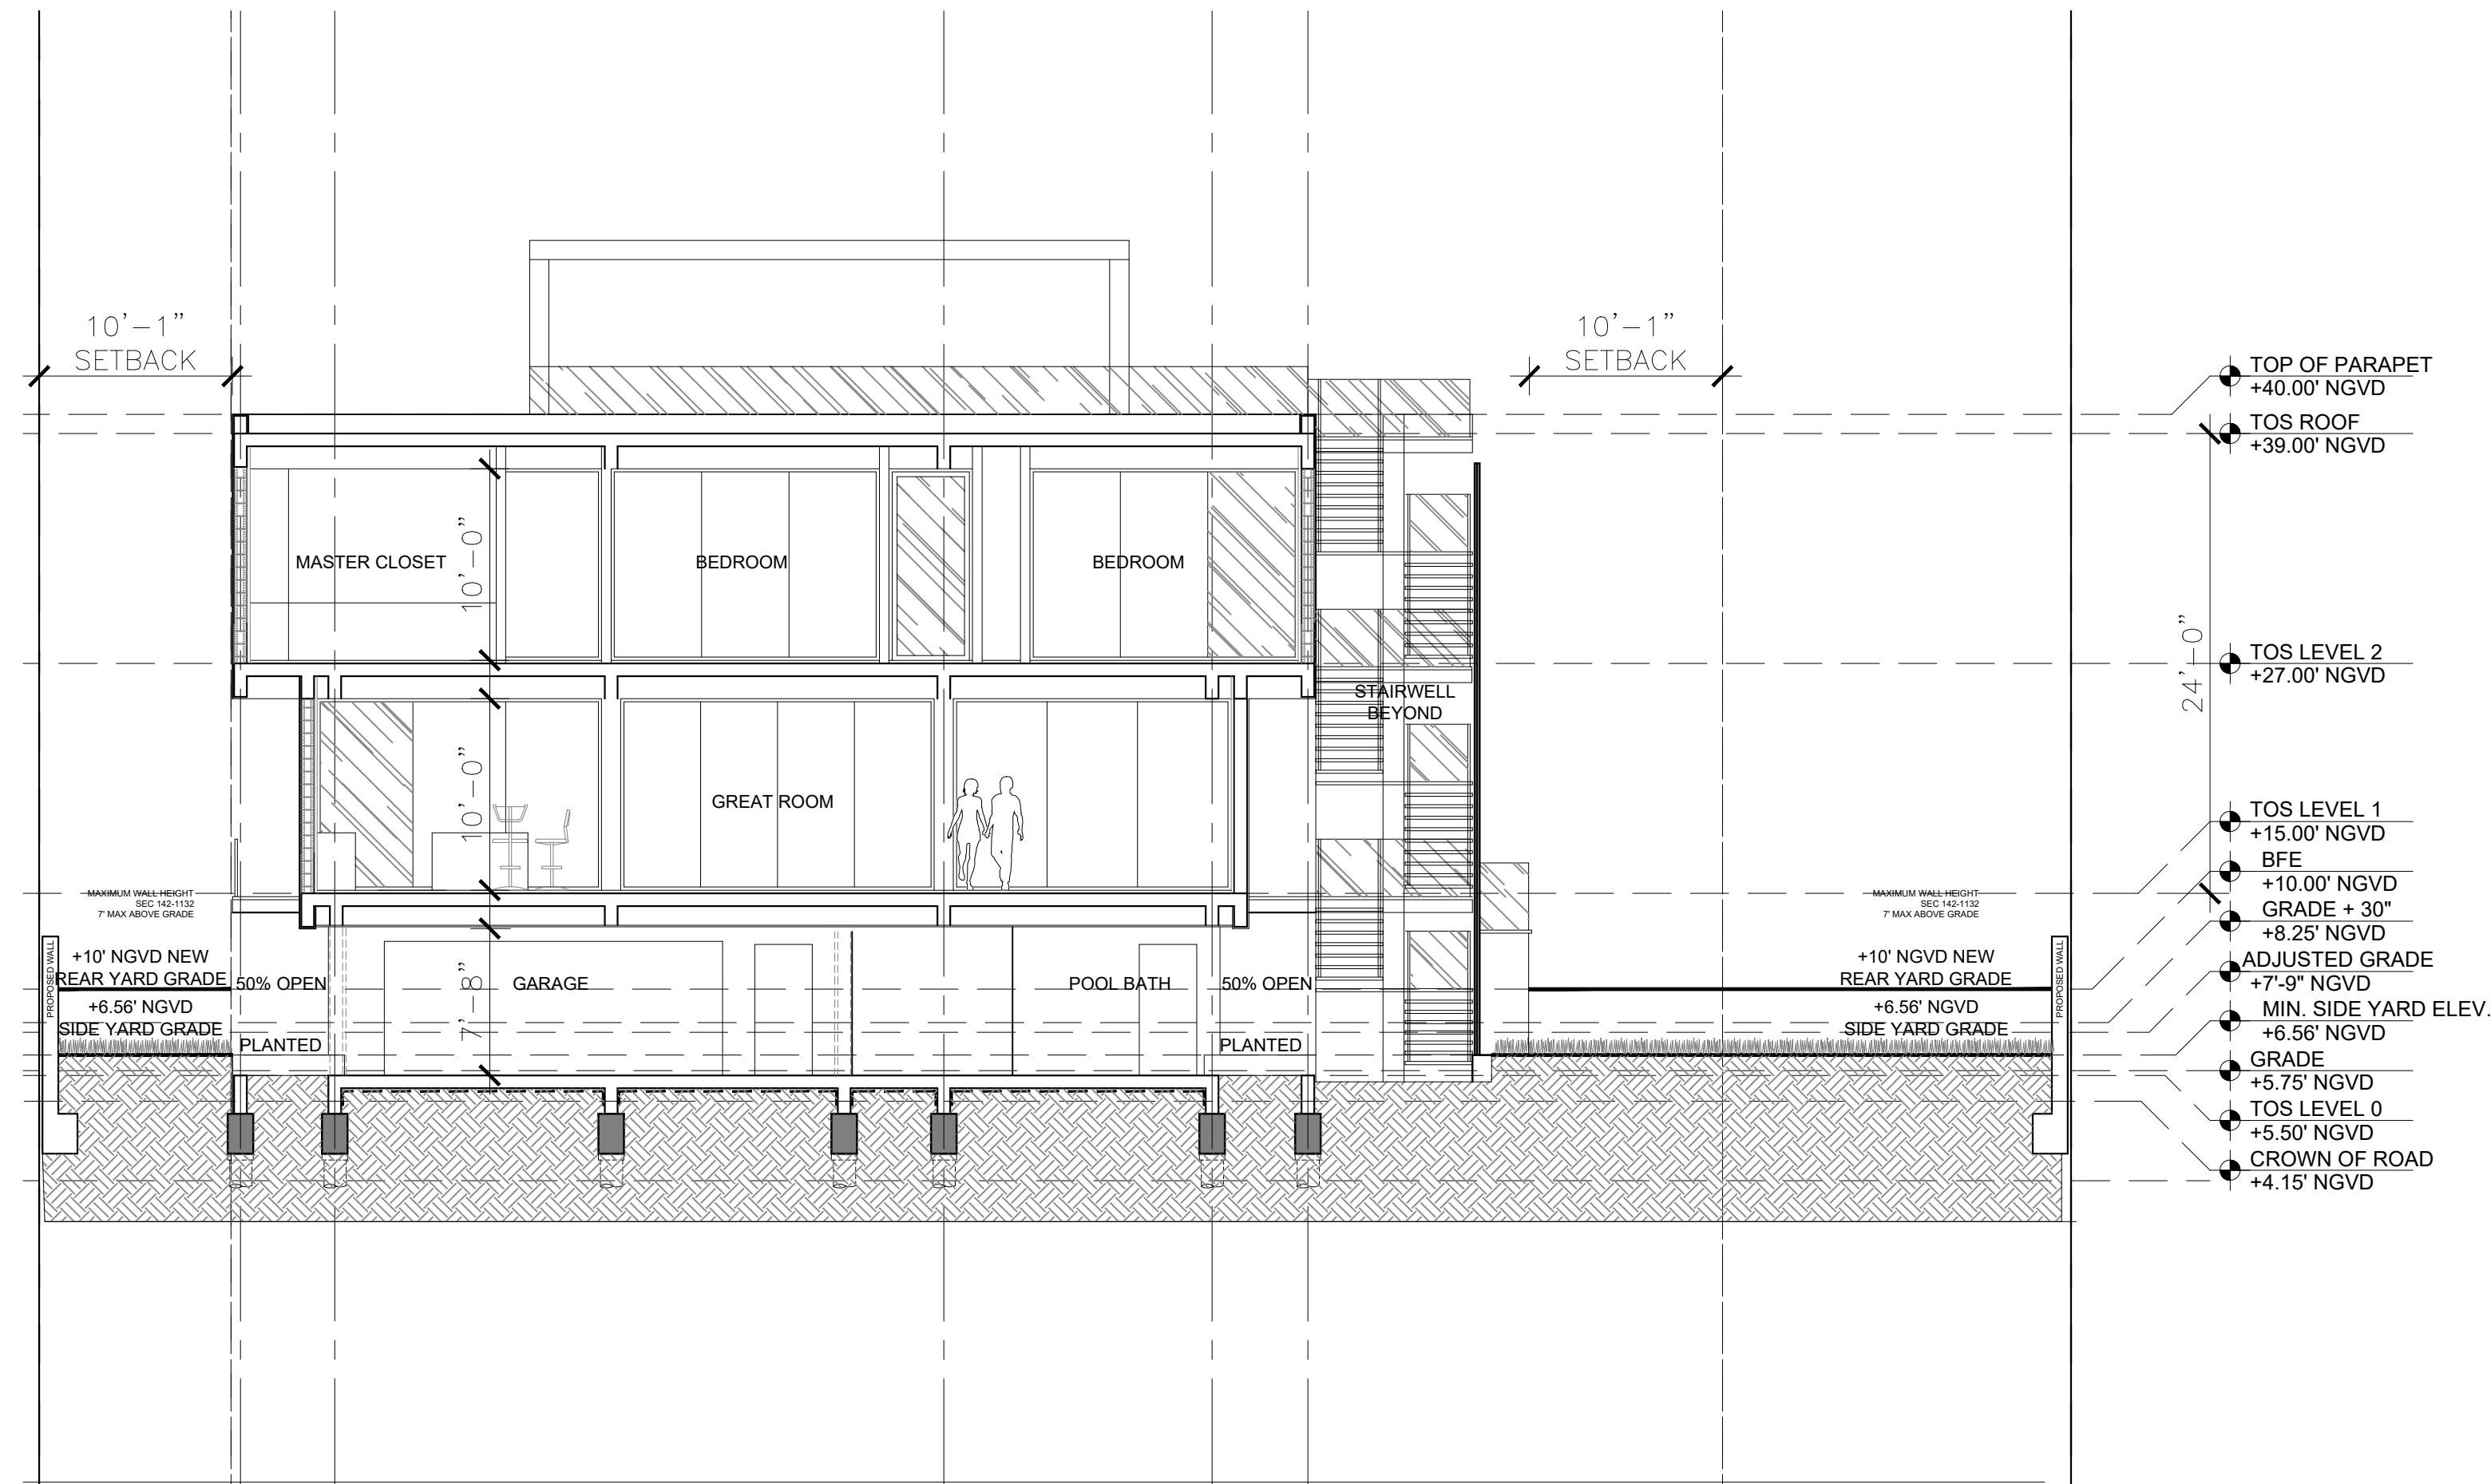 10'-1"
SETBACK
10'-1"
SETBACK
TOP OF PARAPET
+40.00' NGVD
TOS ROOF
+39.00' NGVD
MASTER CLOSET
10'-0"
BEDROOM
BEDROOM
24'-0"
TOS LEVEL 2
+27.00' NGVD
STAIRWELL
BEYOND
10'-0"
GREAT ROOM
TOS LEVEL 1
+15.00' NGVD
BFE
+10.00' NGVD
MAXIMUM WALL HEIGHT
SEC 142-1132
7' MAX ABOVE GRADE
MAXIMUM WALL HEIGHT
SEC 142-1132
7' MAX ABOVE GRADE
GRADE + 30"
+8.25' NGVD
PROPOSED WALL
+10' NGVD NEW
REAR YARD GRADE
50% OPEN
7'-8"
GARAGE
POOL BATH
50% OPEN
+10' NGVD NEW
REAR YARD GRADE
PROPOSED WALL
ADJUSTED GRADE
+7'-9" NGVD
+6.56' NGVD
SIDE YARD GRADE
+6.56' NGVD
SIDE YARD GRADE
MIN. SIDE YARD ELEV.
+6.56' NGVD
PLANTED
PLANTED
GRADE
+5.75' NGVD
TOS LEVEL 0
+5.50' NGVD
CROWN OF ROAD
+4.15' NGVD